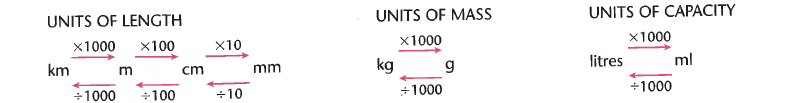 UNITS OF LENGTH
×1000 ×100 ×10
km m cm mm
÷1000 ÷100 ÷10
UNITS OF MASS
×1000
kg g
÷1000
UNITS OF CAPACITY
×1000
litres ml
÷1000